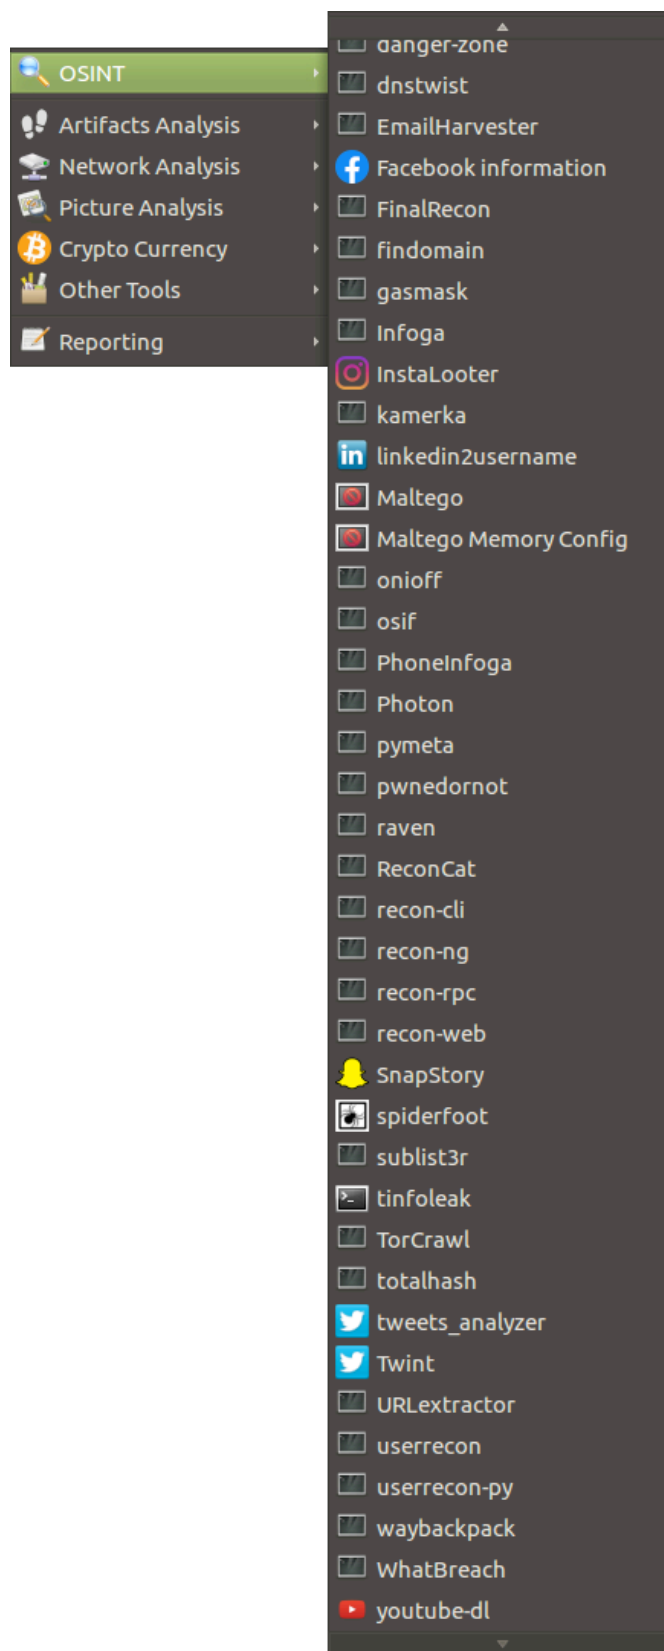 OSINT
Artifacts Analysis
Network Analysis
Picture Analysis
Crypto Currency
Other Tools
Reporting
danger-zone
dnstwist
EmailHarvester
Facebook information
FinalRecon
findomain
gasmask
Infoga
InstaLooter
kamerka
linkedin2username
Maltego
Maltego Memory Config
onioff
osif
PhoneInfoga
Photon
pymeta
pwnedornot
raven
ReconCat
recon-cli
recon-ng
recon-rpc
recon-web
SnapStory
spiderfoot
sublist3r
tinfoleak
TorCrawl
totalhash
tweets_analyzer
Twint
URLextractor
userrecon
userrecon-py
waybackpack
WhatBreach
youtube-dl